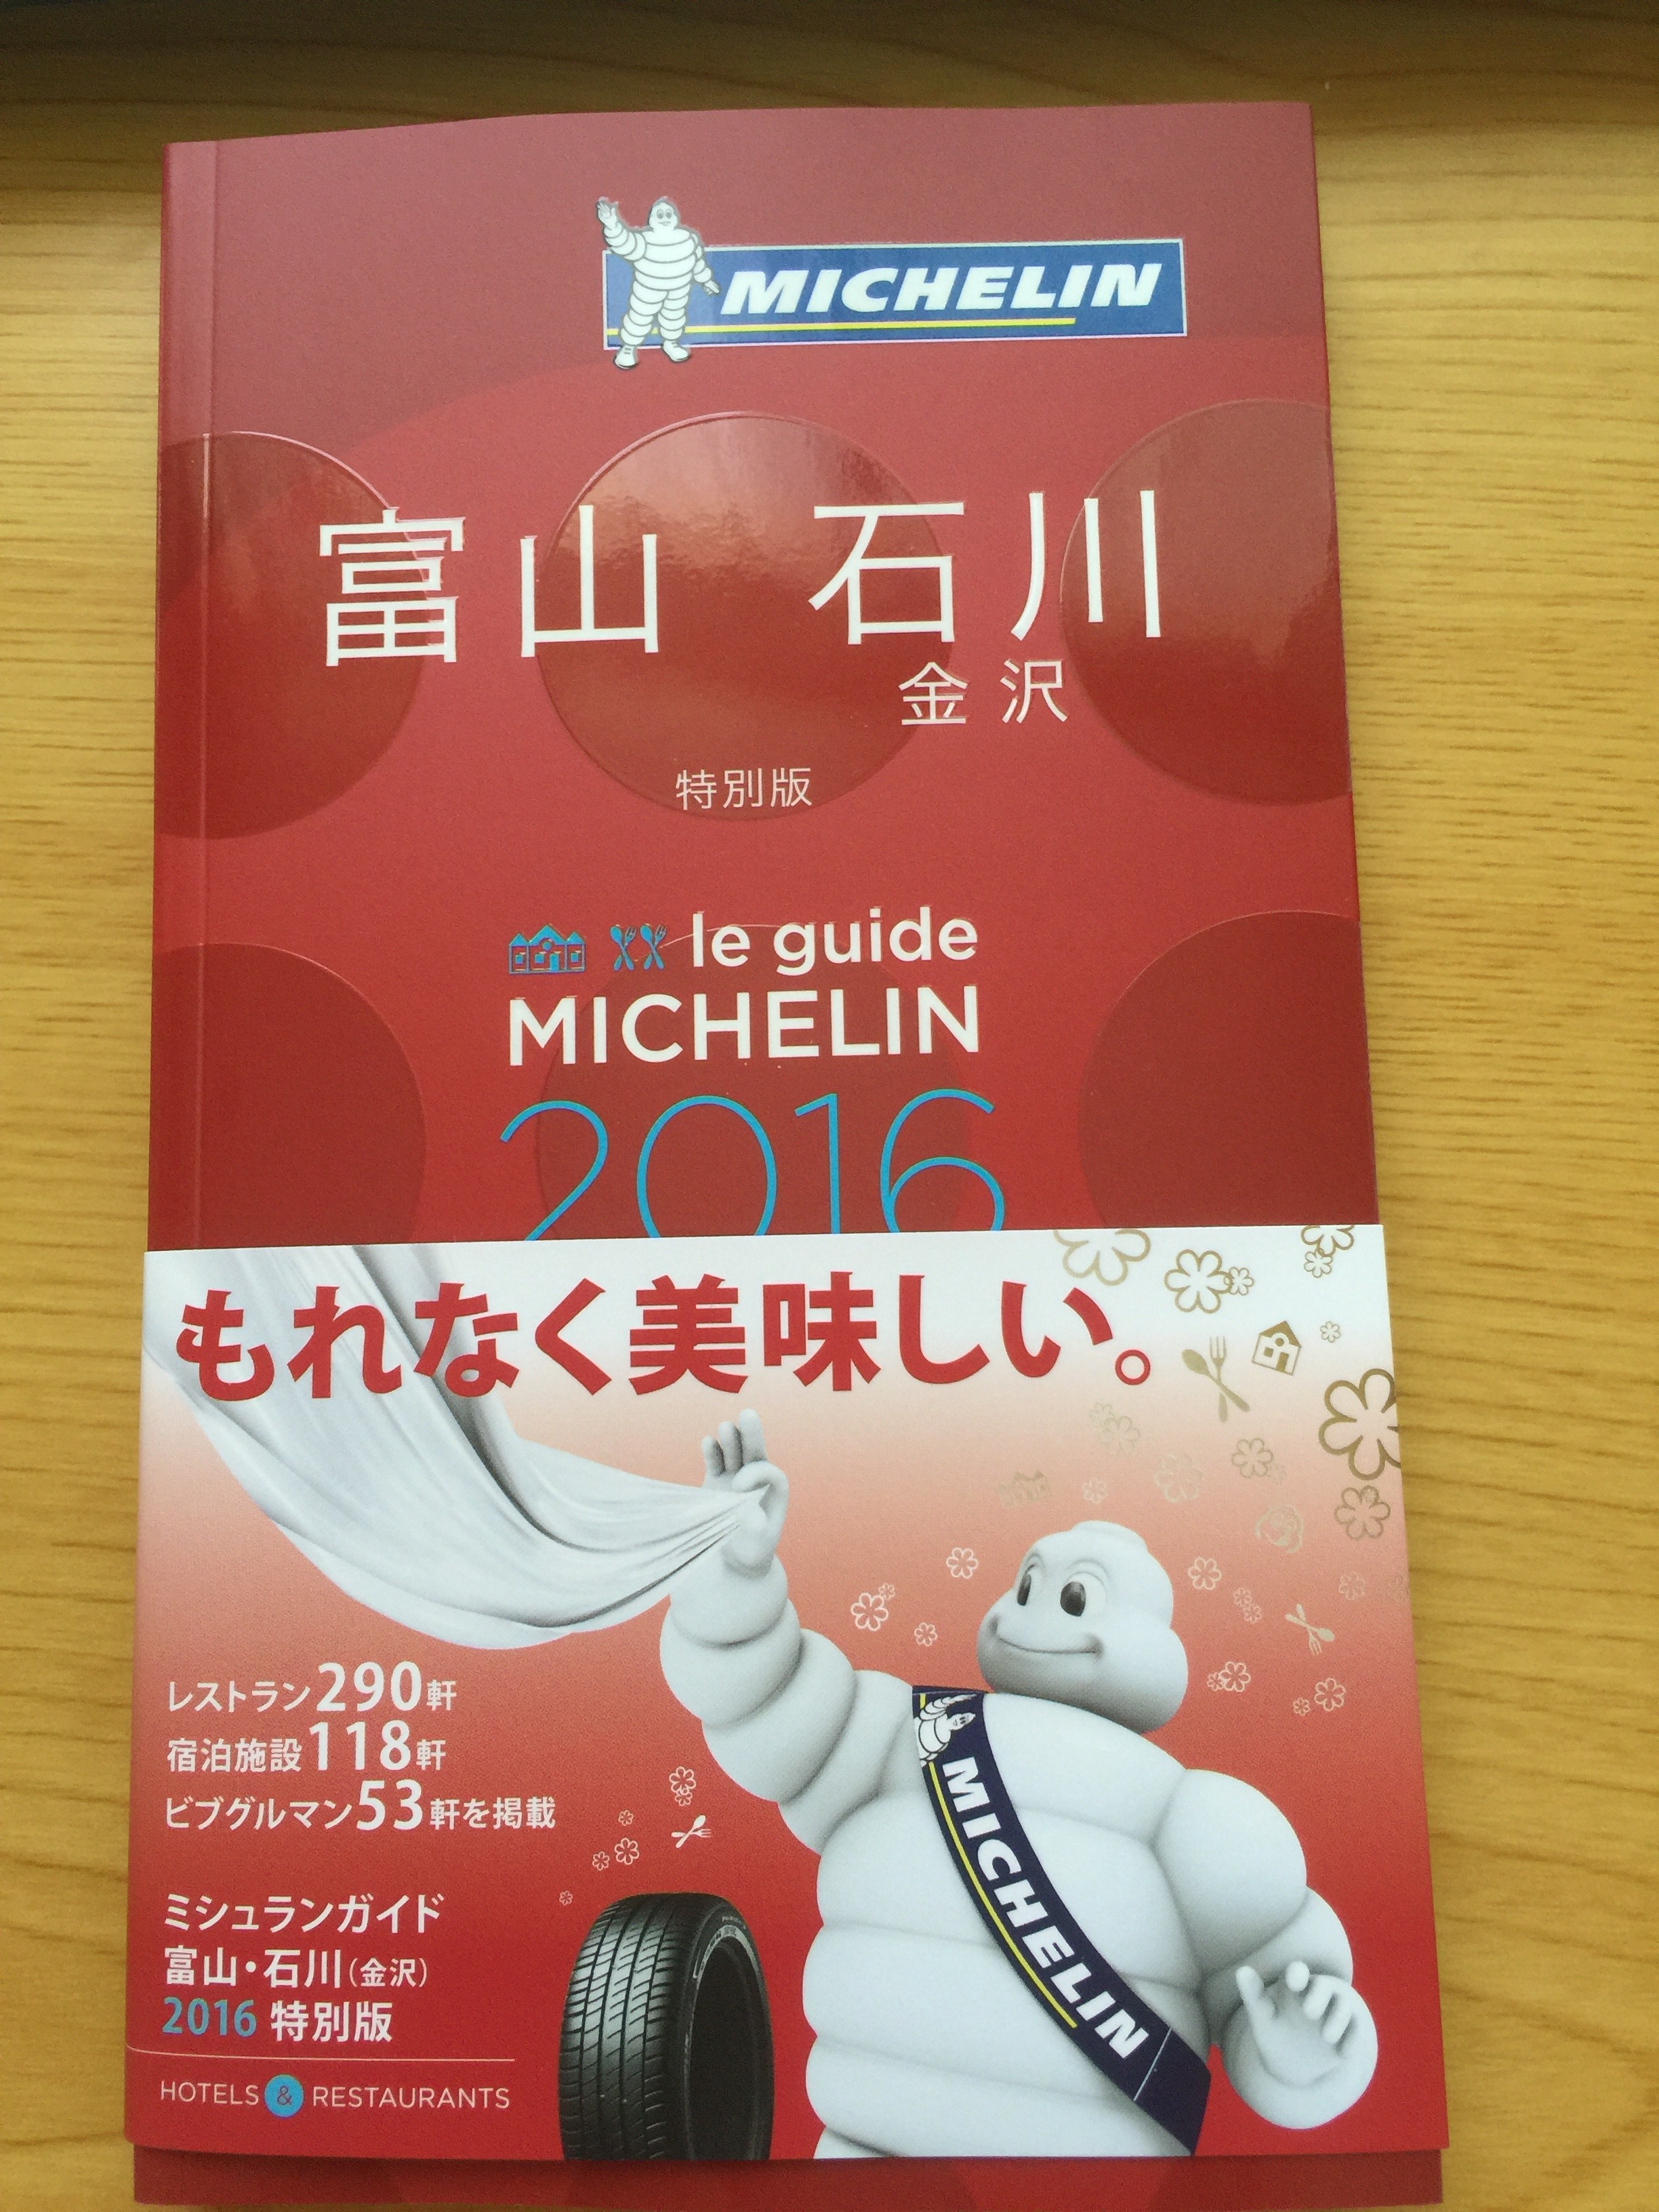 MICHELIN
富山 石川
金沢
特別版
le guide
MICHELIN
2016
もれなく美味しい。
レストラン290軒
宿泊施設118軒
ビブグルマン53軒を掲載
ミシュランガイド
富山・石川(金沢)
2016 特別版
HOTELS & RESTAURANTS
MICHELIN